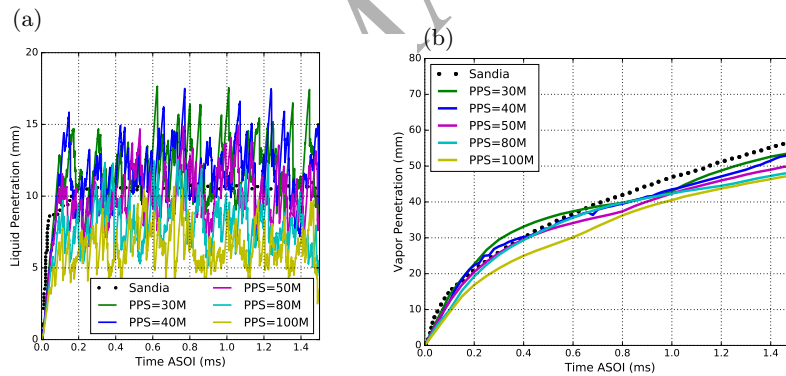 (a)
20
15
10
5
0
Liquid Penetration (mm)
0.0 0.2 0.4 0.6 0.8 1.0 1.2 1.4
Time ASOI (ms)
Sandia
PPS=30M
PPS=40M
PPS=50M
PPS=80M
PPS=100M
(b)
80
70
60
50
40
30
20
10
0
Vapor Penetration (mm)
0.0 0.2 0.4 0.6 0.8 1.0 1.2 1.4
Time ASOI (ms)
Sandia
PPS=30M
PPS=40M
PPS=50M
PPS=80M
PPS=100M